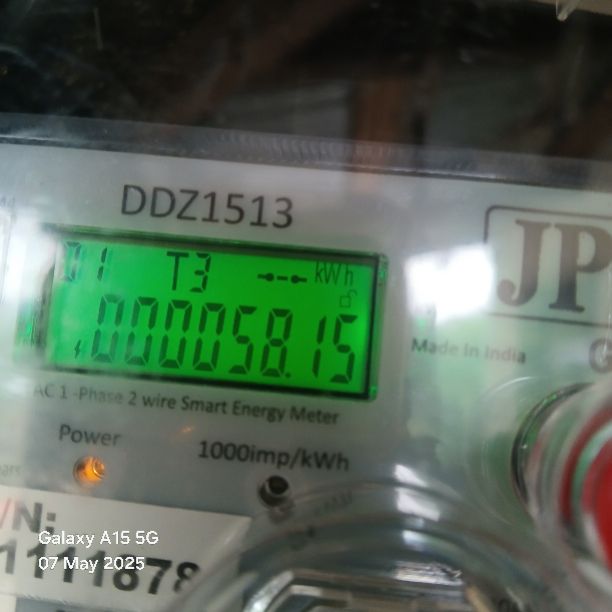 DDZ1513
01 T3 kWh
000058.15
JP
Made in India
G
AC 1 -Phase 2 wire Smart Energy Meter
Power
1000imp/kWh
/N:
1111878
Galaxy A15 5G
07 May 2025